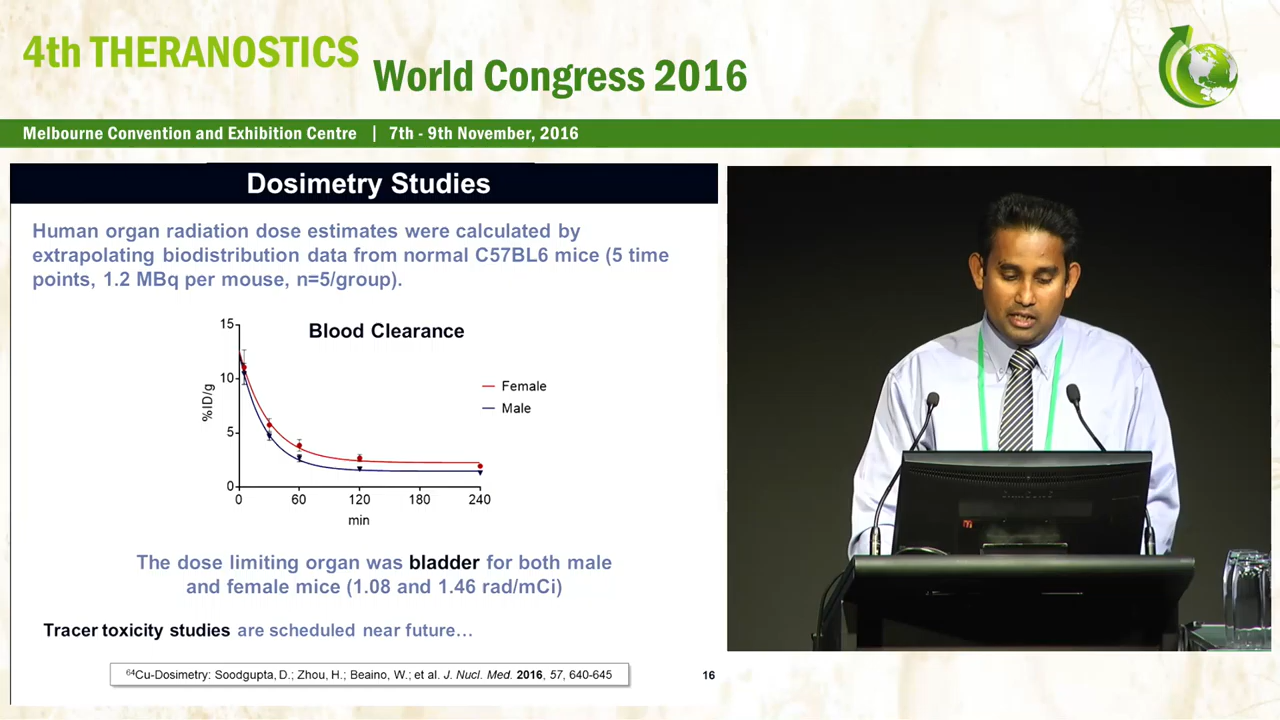 4th THERANOSTICS
World Congress 2016
Melbourne Convention and Exhibition Centre | 7th - 9th November, 2016
Dosimetry Studies
Human organ radiation dose estimates were calculated by
extrapolating biodistribution data from normal C57BL6 mice (5 time
points, 1.2 MBq per mouse, n=5/group).
Blood Clearance
15
10
5
0
%ID/g
Female
Male
0 60 120 180 240
min
The dose limiting organ was bladder for both male
and female mice (1.08 and 1.46 rad/mCi)
Tracer toxicity studies are scheduled near future…
⁶⁴Cu-Dosimetry: Soodgupta, D.; Zhou, H.; Beaino, W.; et al. J. Nucl. Med. 2016, 57, 640-645
16
SAMSUNG